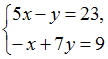 5x − y = 23,
−x + 7y = 9